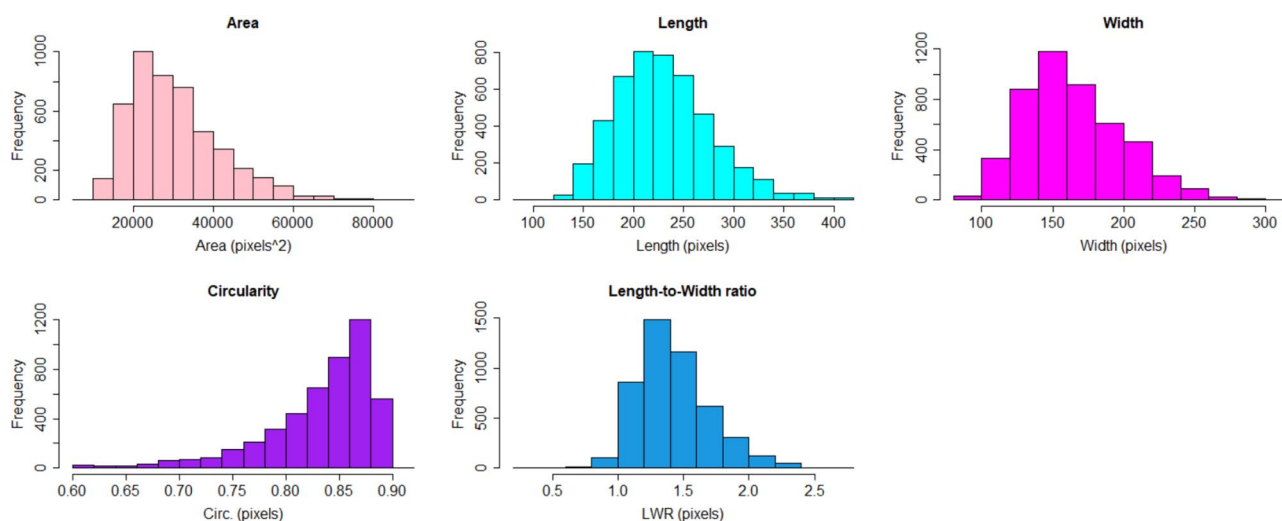 Area
Frequency
0 200 600 1000
20000 40000 60000 80000
Area (pixels^2)
Length
Frequency
0 200 400 600 800
100 150 200 250 300 350 400
Length (pixels)
Width
Frequency
0 400 800 1200
100 150 200 250 300
Width (pixels)
Circularity
Frequency
0 400 800 1200
0.60 0.65 0.70 0.75 0.80 0.85 0.90
Circ. (pixels)
Length-to-Width ratio
Frequency
0 500 1000 1500
0.5 1.0 1.5 2.0 2.5
LWR (pixels)